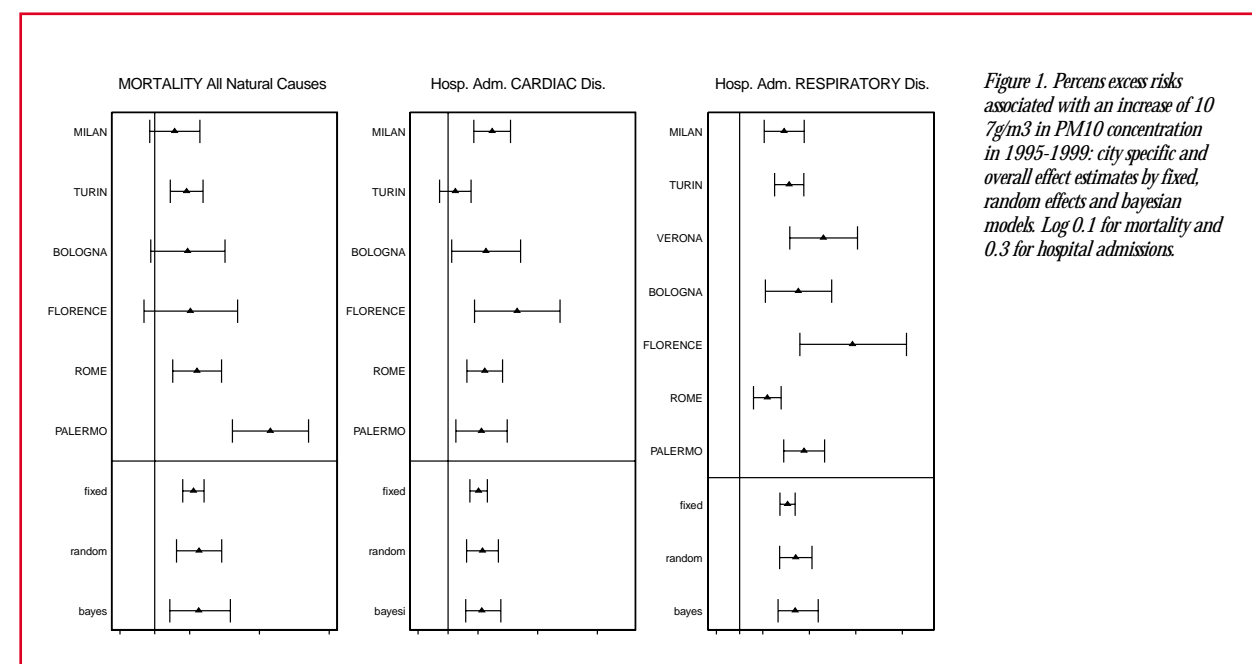 MORTALITY All Natural Causes
MILAN
TURIN
BOLOGNA
FLORENCE
ROME
PALERMO
fixed
random
bayes
Hosp. Adm. CARDIAC Dis.
MILAN
TURIN
BOLOGNA
FLORENCE
ROME
PALERMO
fixed
random
bayesi
Hosp. Adm. RESPIRATORY Dis.
MILAN
TURIN
VERONA
BOLOGNA
FLORENCE
ROME
PALERMO
fixed
random
bayes
Figure 1. Percens excess risks
associated with an increase of 10
7g/m3 in PM10 concentration
in 1995-1999: city specific and
overall effect estimates by fixed,
random effects and bayesian
models. Log 0.1 for mortality and
0.3 for hospital admissions.